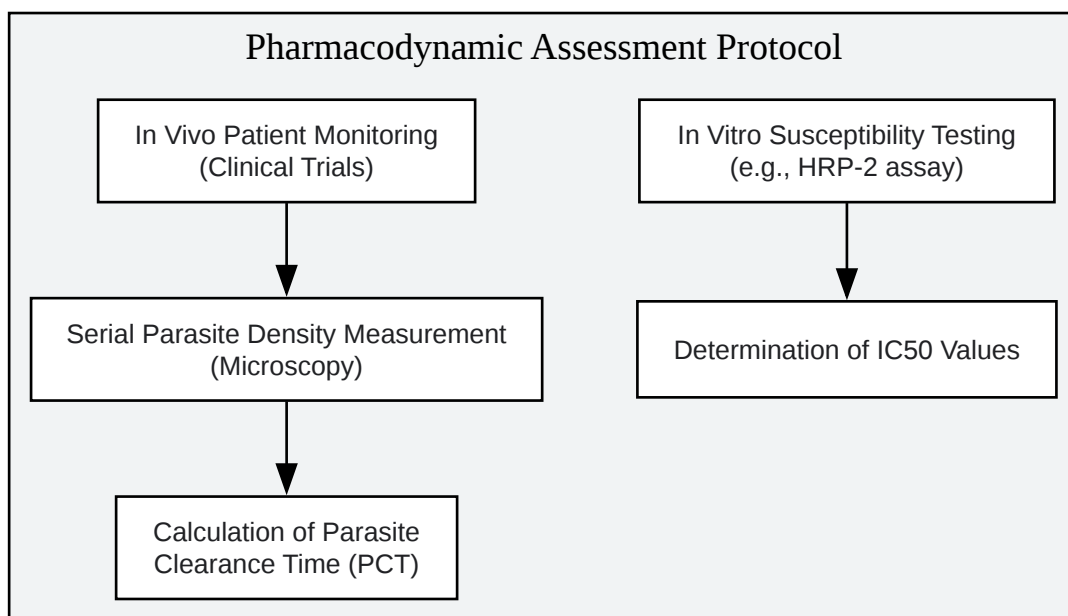 Pharmacodynamic Assessment Protocol
In Vivo Patient Monitoring
(Clinical Trials)
Serial Parasite Density Measurement
(Microscopy)
Calculation of Parasite
Clearance Time (PCT)
In Vitro Susceptibility Testing
(e.g., HRP-2 assay)
Determination of IC50 Values